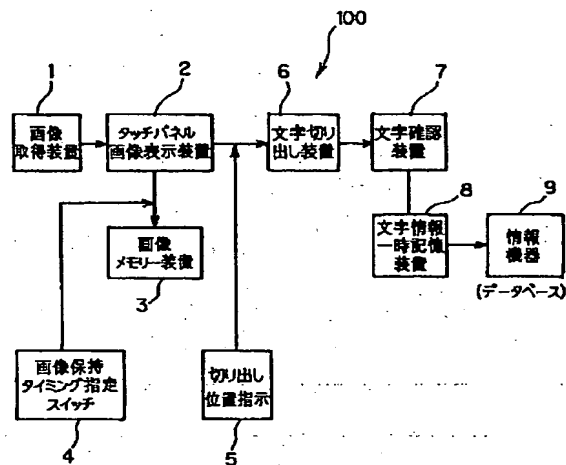 100
1
2
6
7
画像
取得装置
タッチパネル
画像表示装置
文字切り
出し装置
文字確認
装置
8
9
文字情報
一時記憶
装置
情報
機器
(データベース)
画像
メモリー装置
3
画像保持
タイミング指定
スイッチ
切り出し
位置指示
4
5